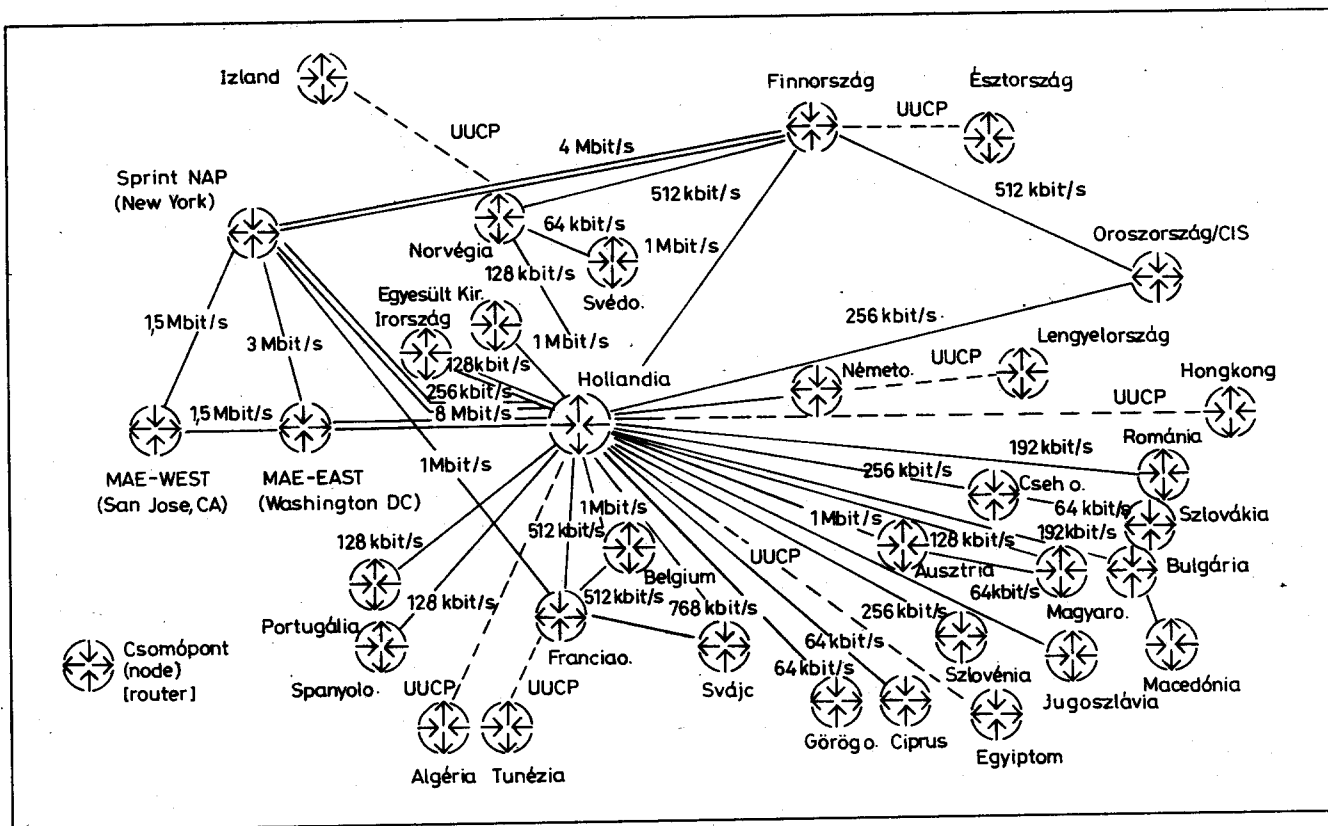 Izland
Finnország
Észtország
UUCP
UUCP
4 Mbit/s
Sprint NAP
(New York)
512 kbit/s
512 kbit/s
64 kbit/s
Norvégia
1 Mbit/s
Oroszország/CIS
128 kbit/s
Svédo.
Egyesült Kir.
Írország
256 kbit/s
1,5 Mbit/s
3 Mbit/s
1 Mbit/s
Lengyelország
UUCP
128 kbit/s
Németo.
Hollandia
Hongkong
256 kbit/s
UUCP
1,5 Mbit/s
8 Mbit/s
Románia
192 kbit/s
1 Mbit/s
256 kbit/s
MAE-WEST
(San Jose, CA)
MAE-EAST
(Washington DC)
Cseh o.
64 kbit/s
Szlovákia
1 Mbit/s
1 Mbit/s
512 kbit/s
192 kbit/s
128 kbit/s
128 kbit/s
UUCP
Ausztria
Bulgária
Belgium
64 kbit/s
128 kbit/s
512 kbit/s
768 kbit/s
256 kbit/s
Magyaro.
Portugália
64 kbit/s
Csomópont
(node)
[router]
Franciao.
64 kbit/s
Szlovénia
Spanyolo.
Svájc
Macedónia
UUCP
UUCP
Jugoszlávia
Görög o.
Ciprus
Egyiptom
Algéria
Tunézia